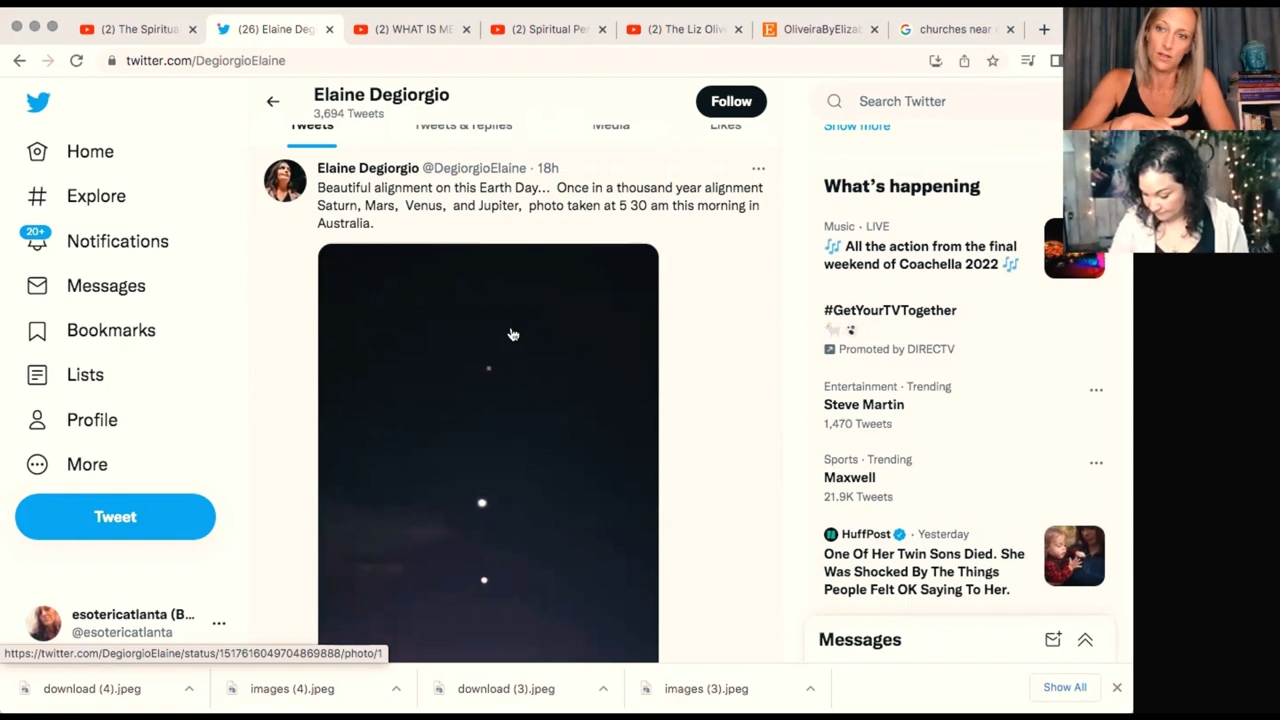 (2) The Spiritua
(26) Elaine Deg
(2) WHAT IS ME
(2) Spiritual Pe
(2) The Liz Oliv
OliveiraByElizab
churches near
twitter.com/DegiorgioElaine
Elaine Degiorgio
3,694 Tweets
Follow
Search Twitter
Tweets
Tweets & replies
Media
Likes
Show more
Home
Explore
20+
Notifications
Messages
Bookmarks
Lists
Profile
More
Tweet
esotericatlanta (B...
@esotericatlanta
Elaine Degiorgio @DegiorgioElaine · 18h
Beautiful alignment on this Earth Day... Once in a thousand year alignment
Saturn, Mars, Venus, and Jupiter, photo taken at 5 30 am this morning in
Australia.
What's happening
Music · LIVE
All the action from the final
weekend of Coachella 2022
#GetYourTVTogether
Promoted by DIRECTV
Entertainment · Trending
Steve Martin
1,470 Tweets
Sports · Trending
Maxwell
21.9K Tweets
HuffPost · Yesterday
One Of Her Twin Sons Died. She
Was Shocked By The Things
People Felt OK Saying To Her.
Messages
https://twitter.com/DegiorgioElaine/status/1517616049704869888/photo/1
download (4).jpeg
images (4).jpeg
download (3).jpeg
images (3).jpeg
Show All